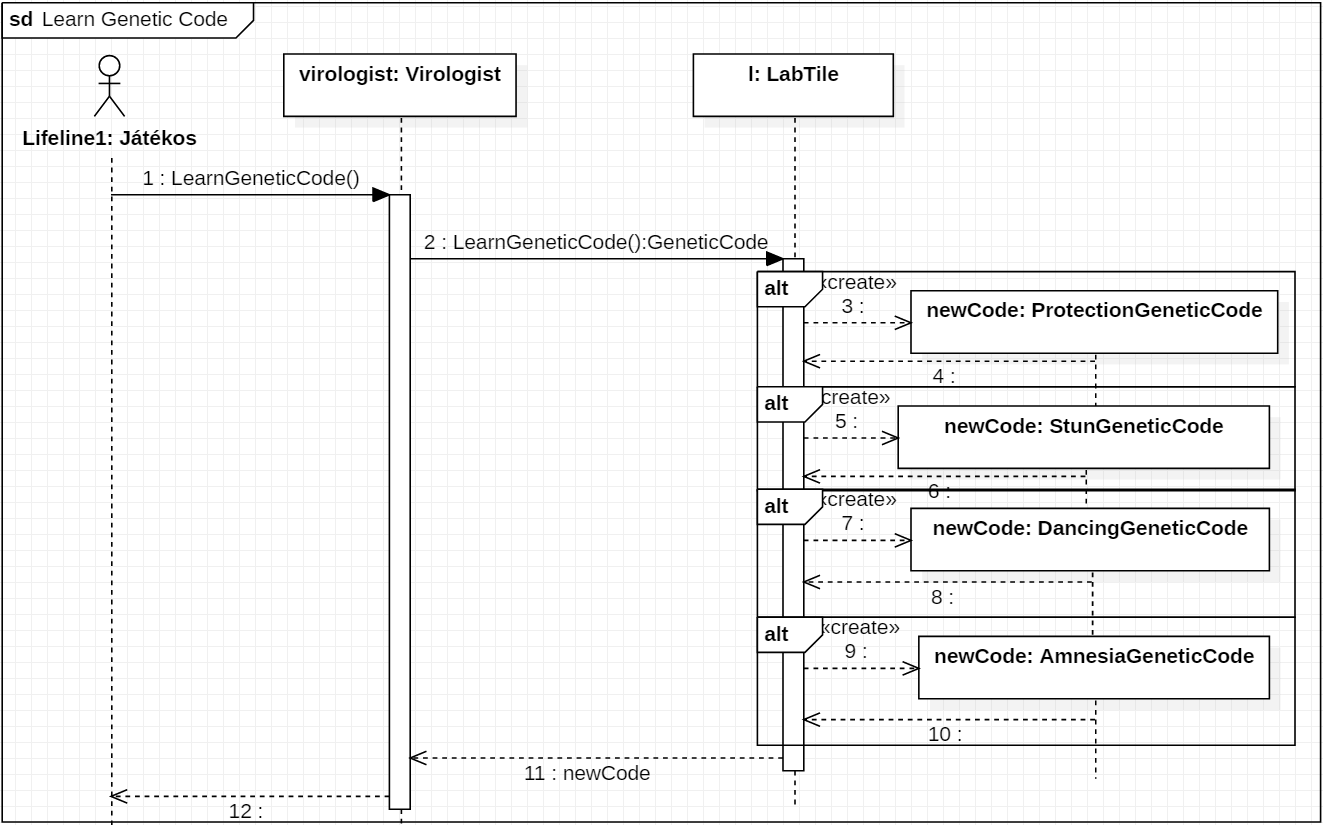 sd Learn Genetic Code
virologist: Virologist
l: LabTile
Lifeline1: Játékos
1 : LearnGeneticCode()
2 : LearnGeneticCode():GeneticCode
alt
«create»
3 :
newCode: ProtectionGeneticCode
4 :
alt
«create»
5 :
newCode: StunGeneticCode
6 :
alt
«create»
7 :
newCode: DancingGeneticCode
8 :
alt
«create»
9 :
newCode: AmnesiaGeneticCode
10 :
11 : newCode
12 :